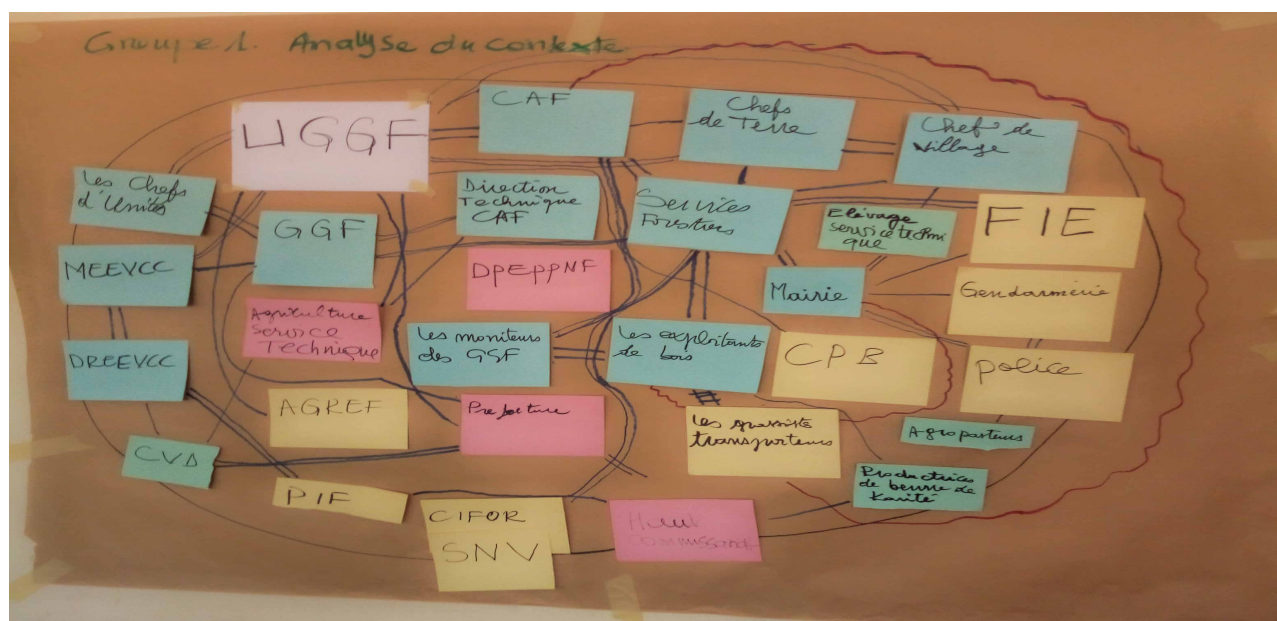 Groupe 1. Analyse du contexte
UGGF
CAF
Chefs
de Terre
Chef de
village
Les Chefs
d'Unités
GGF
Direction
Technique
CAF
Services
Forestiers
Elevage
service techni
que
FIE
MEEVCC
DPEPPNF
Mairie
Gendarmerie
Agriculture
service
Technique
Les moniteurs
des GGF
Les exploitants
de bois
CPB
police
DREEVCC
AGREF
Prefecture
Les grossiste
transporteurs
Agropasteurs
CVD
PIF
Productrices
de beurre de
Karité
CIFOR
SNV
Haut
commissariat